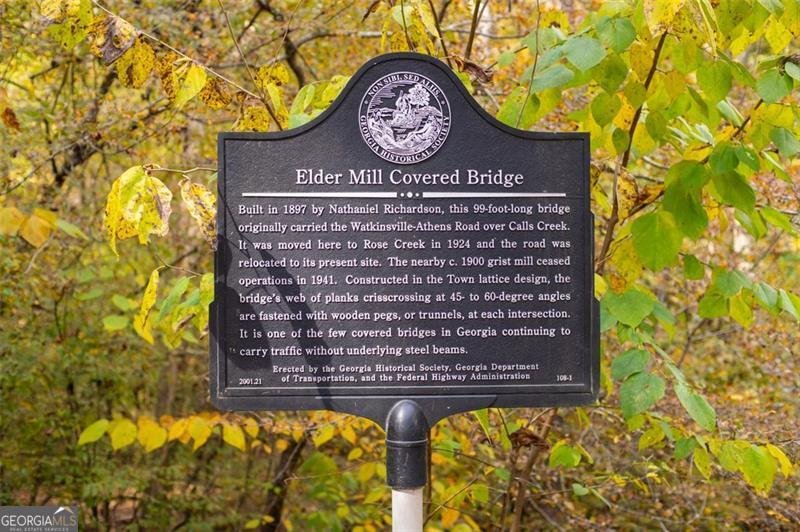 NON SIBI, SED ALIIS
GEORGIA HISTORICAL SOCIETY
Elder Mill Covered Bridge
Built in 1897 by Nathaniel Richardson, this 99-foot-long bridge
originally carried the Watkinsville-Athens Road over Calls Creek.
It was moved here to Rose Creek in 1924 and the road was
relocated to its present site. The nearby c. 1900 grist mill ceased
operations in 1941. Constructed in the Town lattice design, the
bridge's web of planks crisscrossing at 45- to 60-degree angles
are fastened with wooden pegs, or trunnels, at each intersection.
It is one of the few covered bridges in Georgia continuing to
carry traffic without underlying steel beams.
Erected by the Georgia Historical Society, Georgia Department
2001.21 of Transportation, and the Federal Highway Administration 108-1
GEORGIAMLS
REAL ESTATE SERVICES